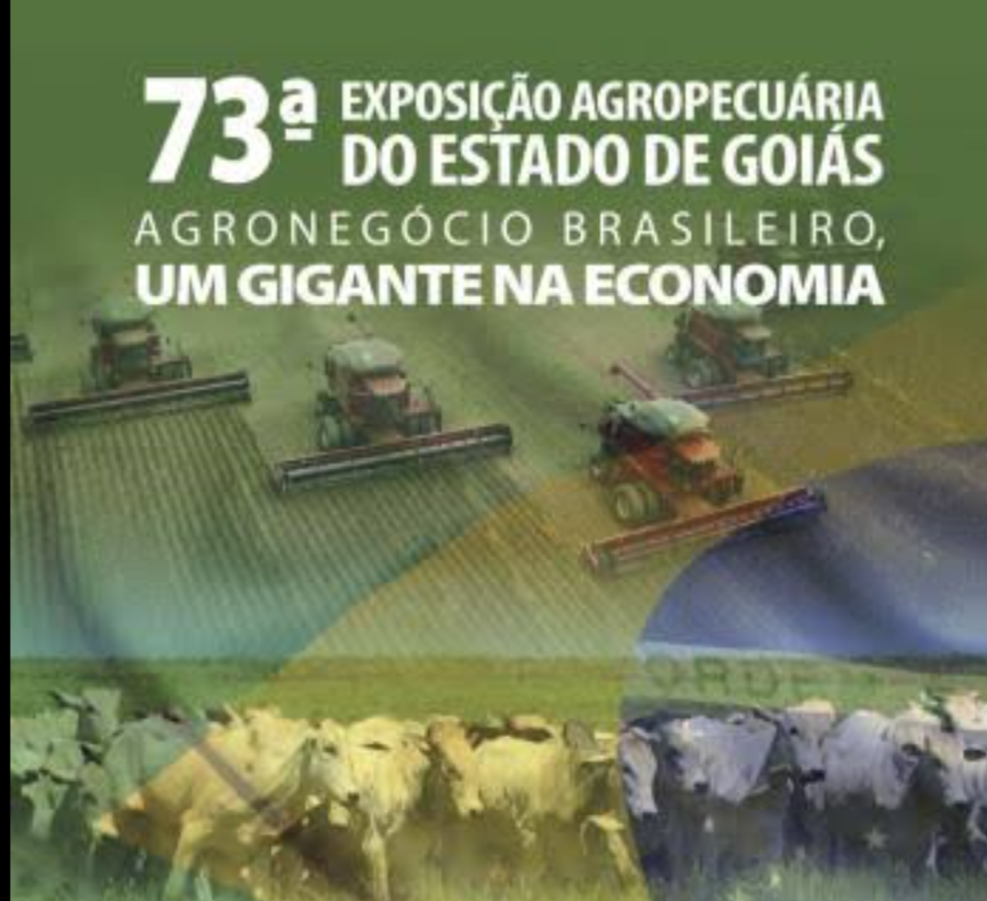 73ª EXPOSIÇÃO AGROPECUÁRIA
DO ESTADO DE GOIÁS
AGRONEGÓCIO BRASILEIRO,
UM GIGANTE NA ECONOMIA